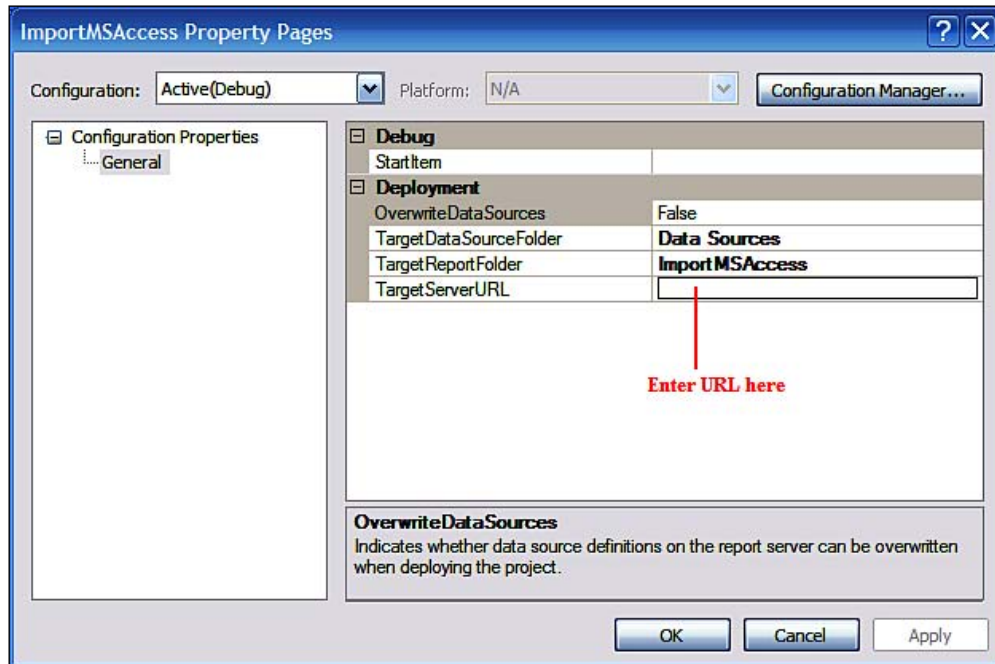 ImportMSAccess Property Pages
Configuration: Active(Debug) Platform: N/A Configuration Manager...
Configuration Properties
General
Debug
StartItem
Deployment
OverwriteDataSources False
TargetDataSourceFolder Data Sources
TargetReportFolder ImportMSAccess
TargetServerURL
Enter URL here
OverwriteDataSources
Indicates whether data source definitions on the report server can be overwritten
when deploying the project.
OK Cancel Apply